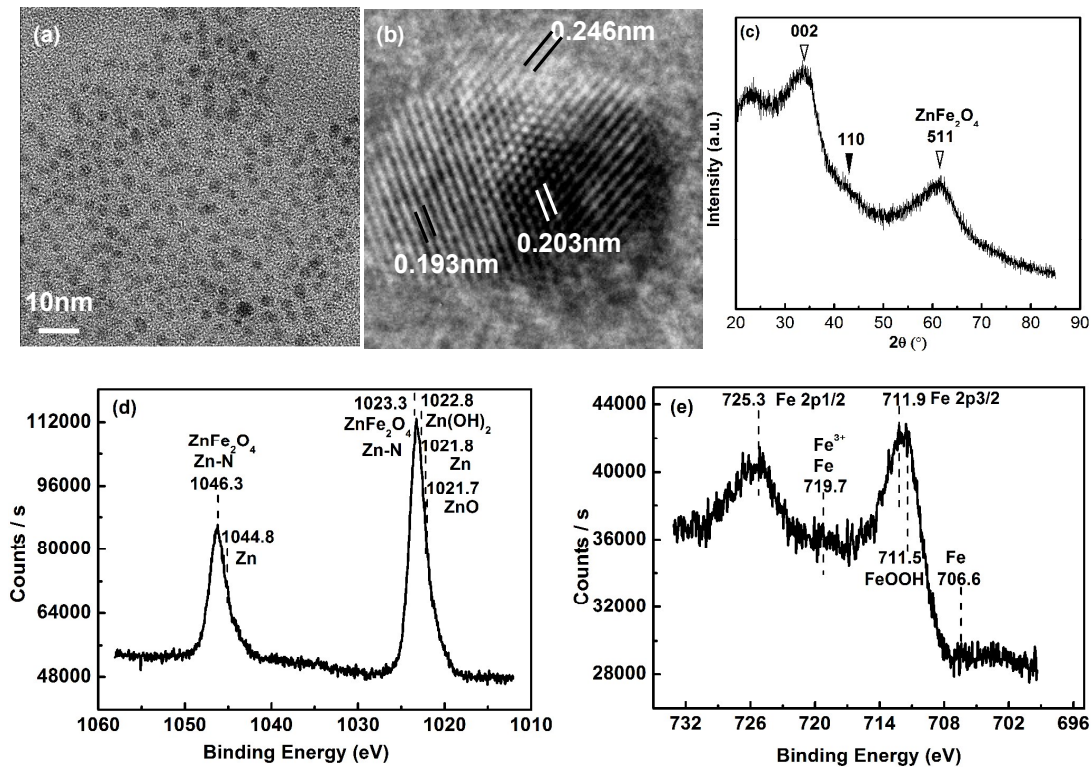 (a)
10nm
(b)
0.246nm
0.203nm
0.193nm
(c)
002
110
ZnFe₂O₄
511
Intensity (a.u.)
20 30 40 50 60 70 80 90
2θ (°)
(d)
1023.3
1022.8
ZnFe₂O₄
Zn(OH)₂
Zn-N
1021.8
Zn
1021.7
ZnO
ZnFe₂O₄
Zn-N
1046.3
1044.8
Zn
112000
96000
80000
64000
48000
Counts / s
1060 1050 1040 1030 1020 1010
Binding Energy (eV)
(e)
725.3 Fe 2p1/2
711.9 Fe 2p3/2
Fe³⁺
Fe
719.7
711.5
FeOOH
Fe
706.6
44000
40000
36000
32000
28000
Counts / s
732 726 720 714 708 702 696
Binding Energy (eV)